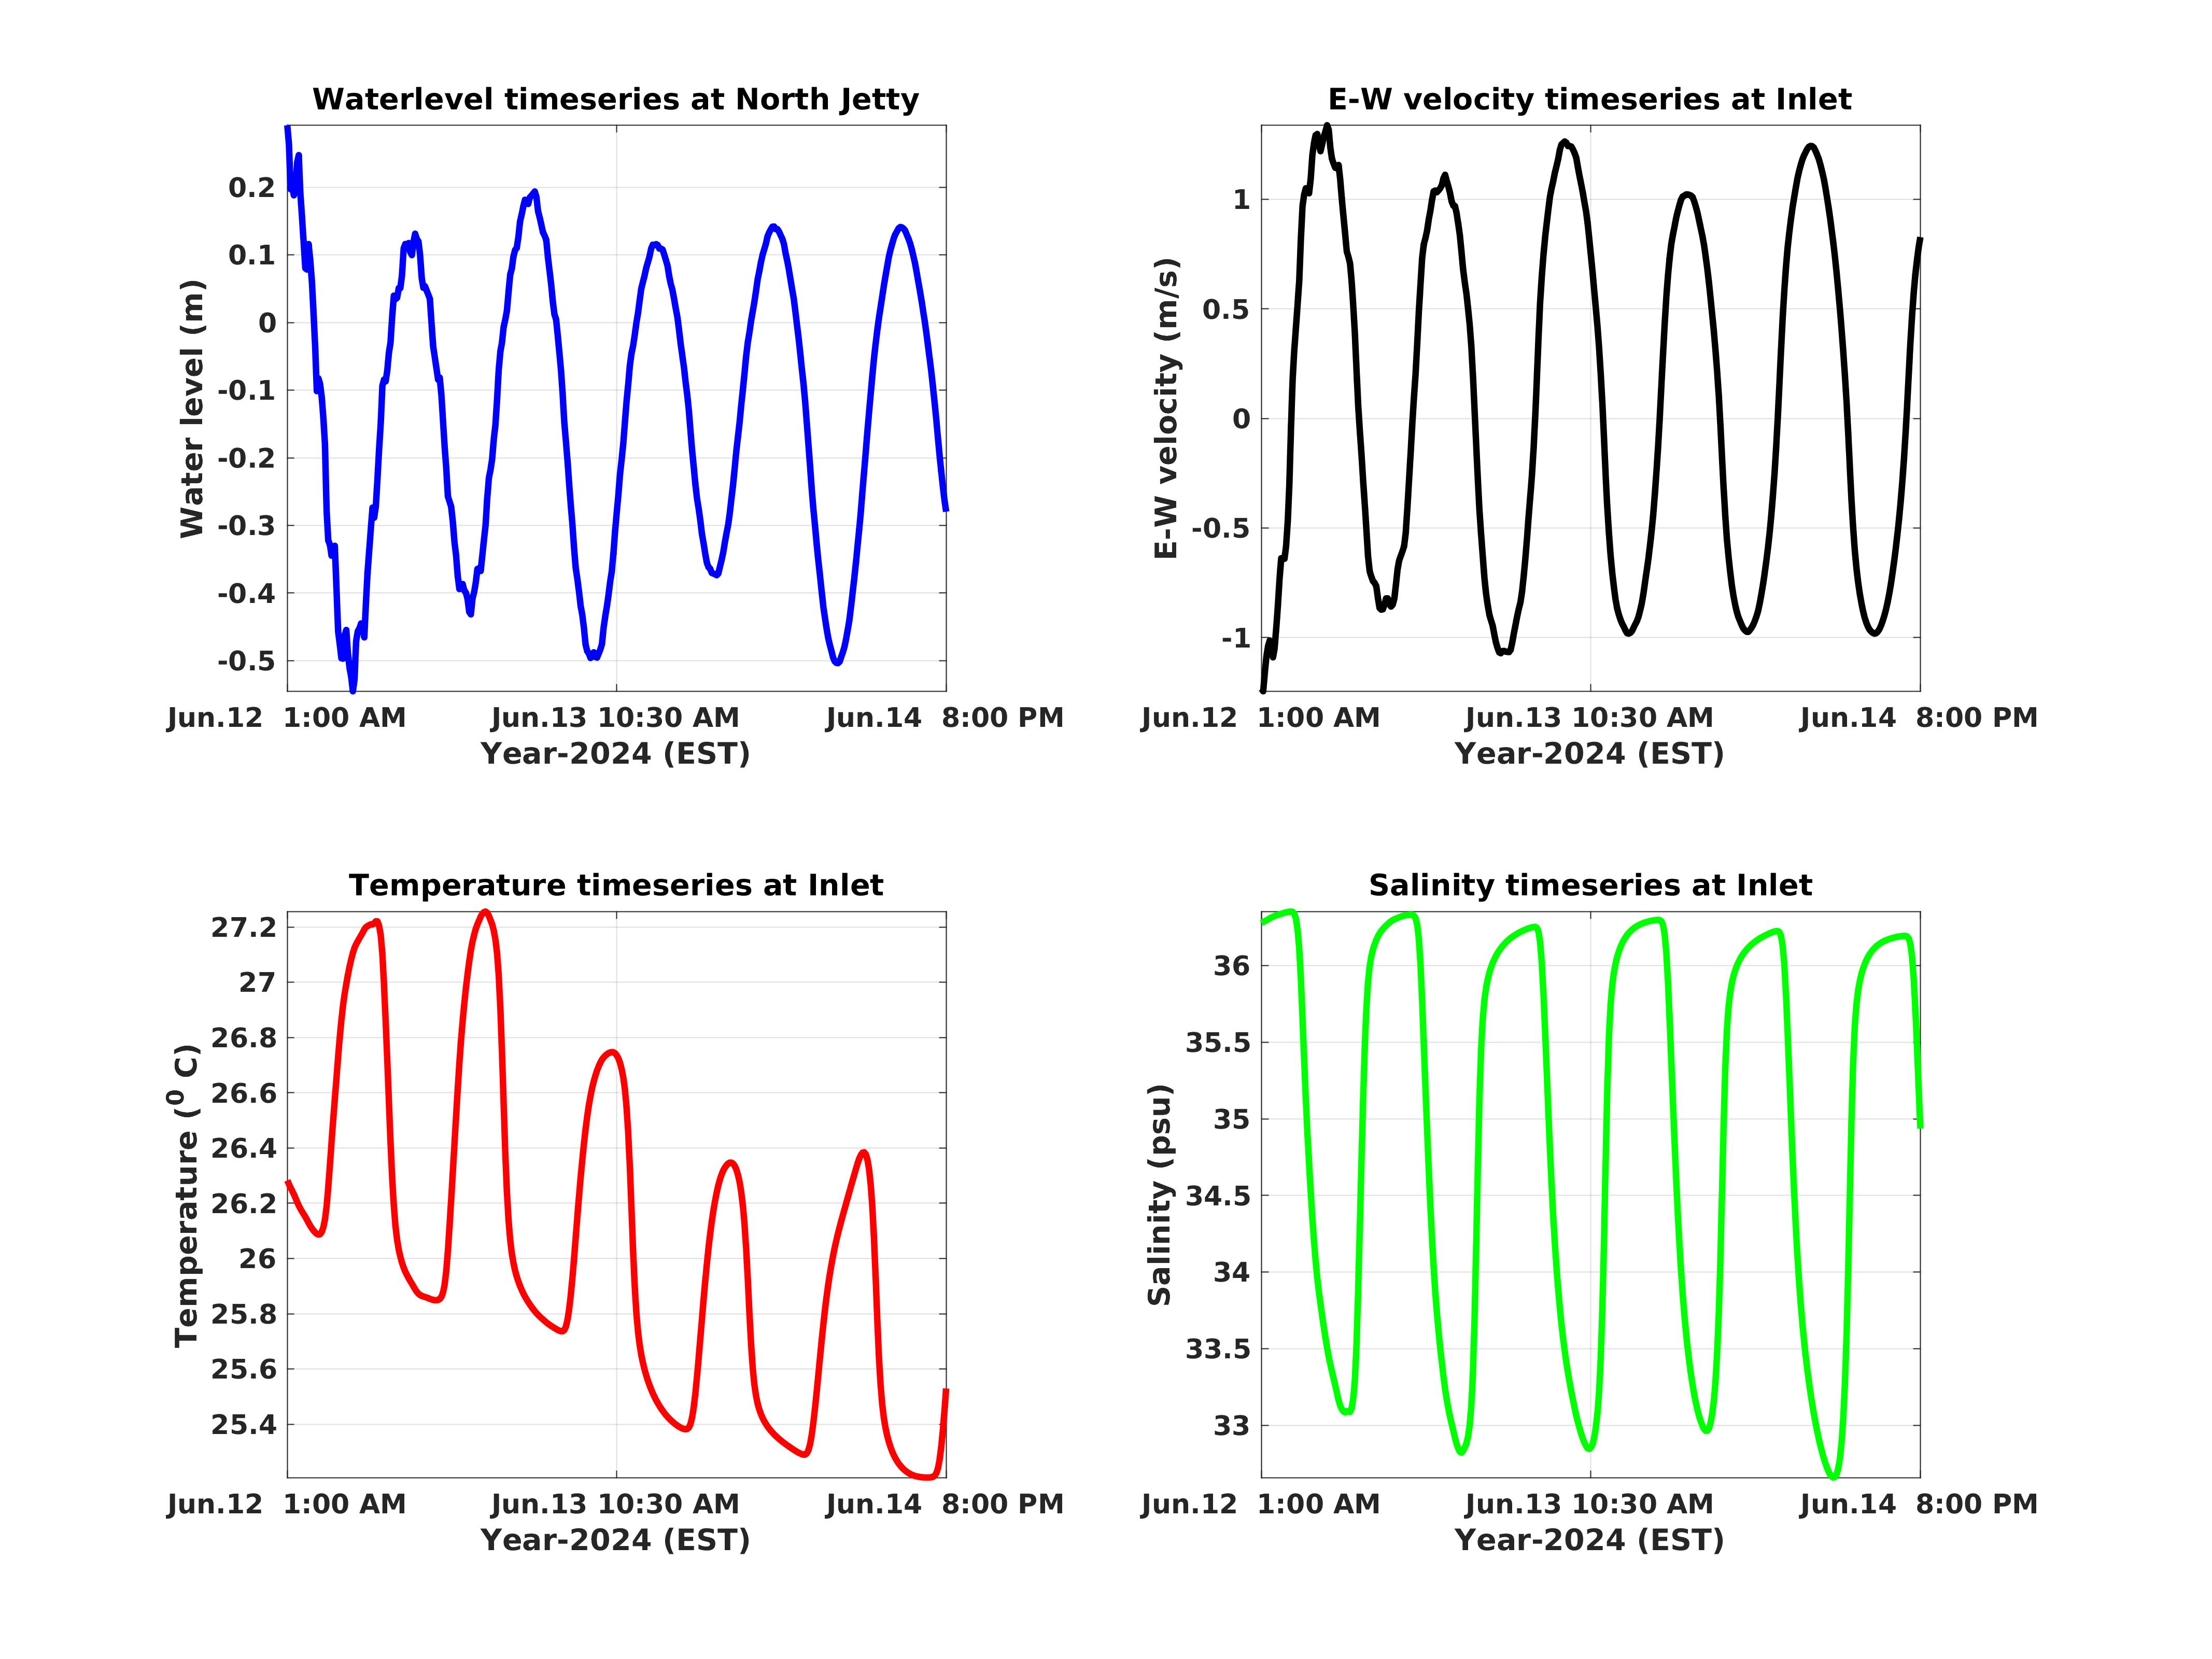 Waterlevel timeseries at North Jetty
0.2
0.1
0
-0.1
-0.2
-0.3
-0.4
-0.5
Water level (m)
Jun.12 1:00 AM
Jun.13 10:30 AM
Jun.14 8:00 PM
Year-2024 (EST)
E-W velocity timeseries at Inlet
1
0.5
0
-0.5
-1
E-W velocity (m/s)
Jun.12 1:00 AM
Jun.13 10:30 AM
Jun.14 8:00 PM
Year-2024 (EST)
Temperature timeseries at Inlet
27.2
27
26.8
26.6
26.4
26.2
26
25.8
25.6
25.4
Temperature (⁰ C)
Jun.12 1:00 AM
Jun.13 10:30 AM
Jun.14 8:00 PM
Year-2024 (EST)
Salinity timeseries at Inlet
36
35.5
35
34.5
34
33.5
33
Salinity (psu)
Jun.12 1:00 AM
Jun.13 10:30 AM
Jun.14 8:00 PM
Year-2024 (EST)